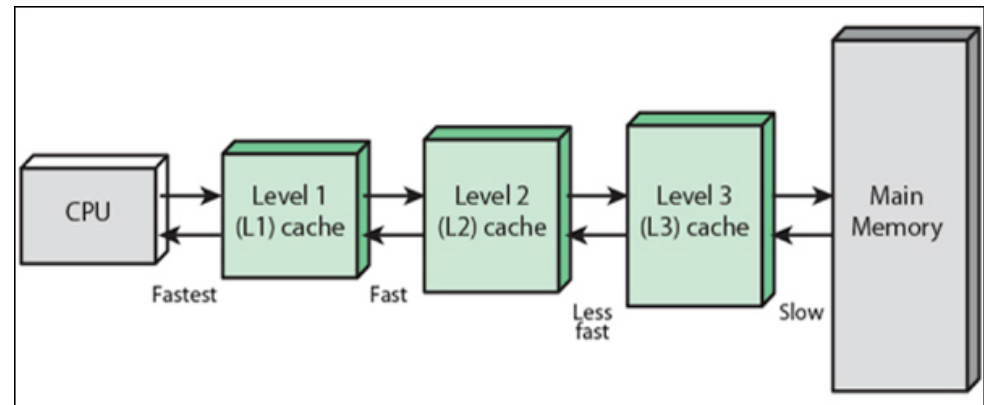 CPU
Level 1
(L1) cache
Level 2
(L2) cache
Level 3
(L3) cache
Main
Memory
Fastest
Fast
Less
fast
Slow